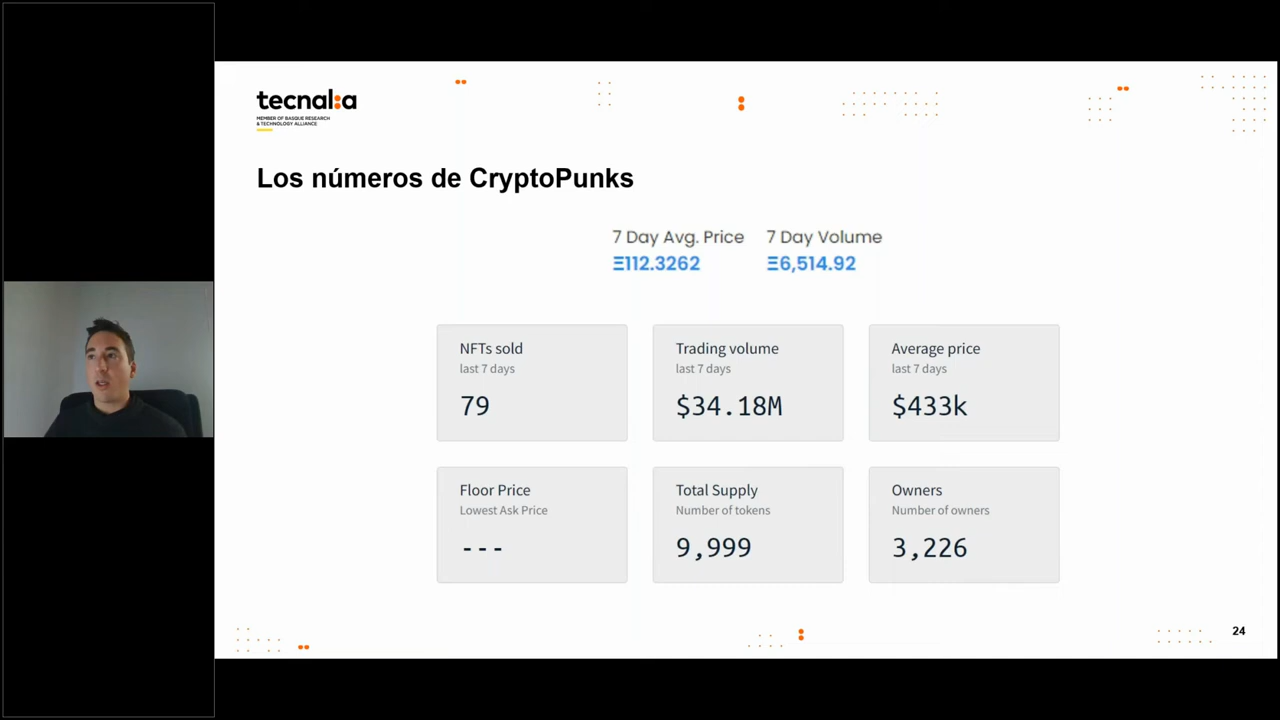 tecnal:a
MEMBER OF BASQUE RESEARCH
& TECHNOLOGY ALLIANCE
Los números de CryptoPunks
7 Day Avg. Price
Ξ112.3262
7 Day Volume
Ξ6,514.92
NFTs sold
last 7 days
79
Trading volume
last 7 days
$34.18M
Average price
last 7 days
$433k
Floor Price
Lowest Ask Price
---
Total Supply
Number of tokens
9,999
Owners
Number of owners
3,226
24